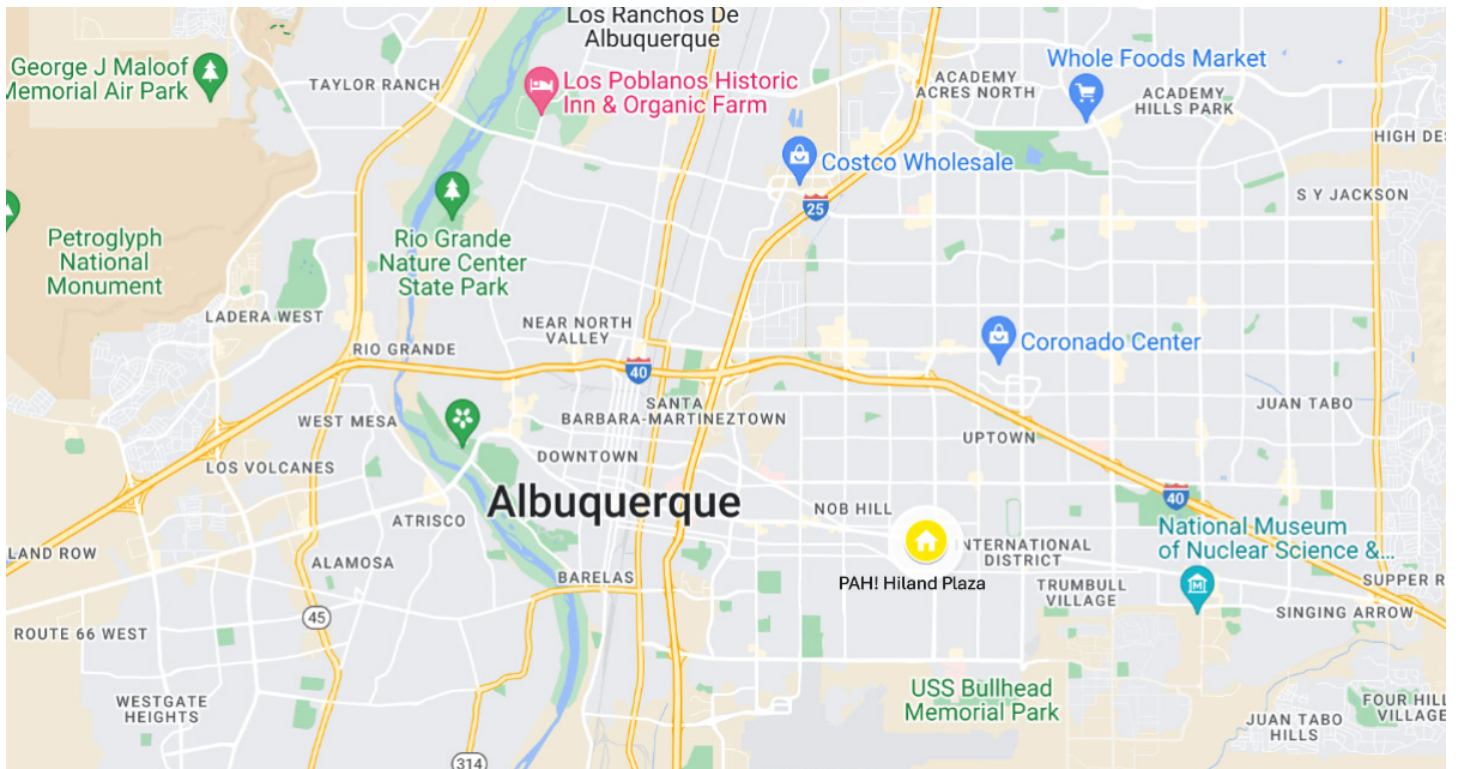 Los Ranchos De
Albuquerque
George J Maloof
Memorial Air Park
TAYLOR RANCH
Los Poblanos Historic
Inn & Organic Farm
ACADEMY
ACRES NORTH
Whole Foods Market
ACADEMY
HILLS PARK
HIGH DES
Costco Wholesale
25
S Y JACKSON
Petroglyph
National
Monument
Rio Grande
Nature Center
State Park
LADERA WEST
NEAR NORTH
VALLEY
RIO GRANDE
Coronado Center
40
SANTA
BARBARA-MARTINEZTOWN
JUAN TABO
WEST MESA
UPTOWN
DOWNTOWN
LOS VOLCANES
Albuquerque
40
NOB HILL
ATRISCO
National Museum
of Nuclear Science &...
LAND ROW
ALAMOSA
INTERNATIONAL
DISTRICT
BARELAS
PAH! Hiland Plaza
TRUMBULL
VILLAGE
M
SUPPER R
SINGING ARROW
45
ROUTE 66 WEST
USS Bullhead
Memorial Park
WESTGATE
HEIGHTS
FOUR HILL
VILLAGE
JUAN TABO
HILLS
314